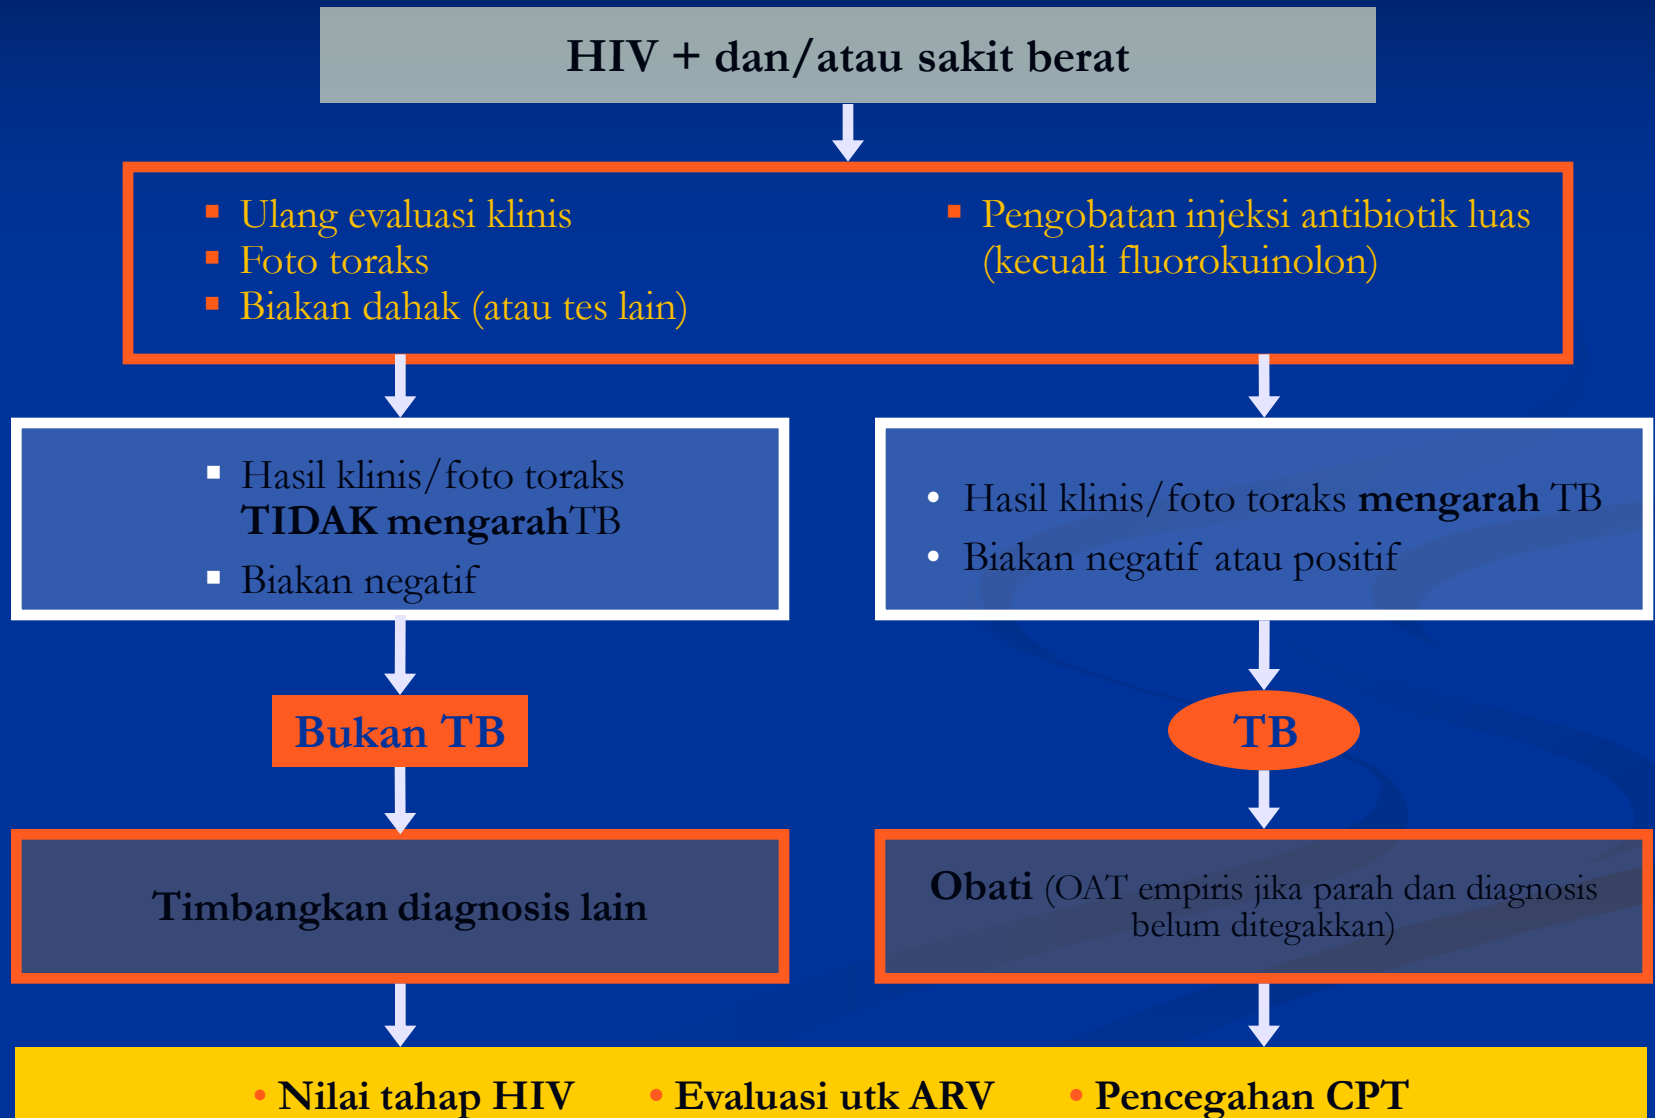 HIV + dan/atau sakit berat
▪ Ulang evaluasi klinis
▪ Foto toraks
▪ Biakan dahak (atau tes lain)
▪ Pengobatan injeksi antibiotik luas
(kecuali fluorokuinolon)
▪ Hasil klinis/foto toraks
TIDAK mengarahTB
▪ Biakan negatif
• Hasil klinis/foto toraks mengarah TB
• Biakan negatif atau positif
Bukan TB
TB
Timbangkan diagnosis lain
Obati (OAT empiris jika parah dan diagnosis
belum ditegakkan)
• Nilai tahap HIV • Evaluasi utk ARV • Pencegahan CPT